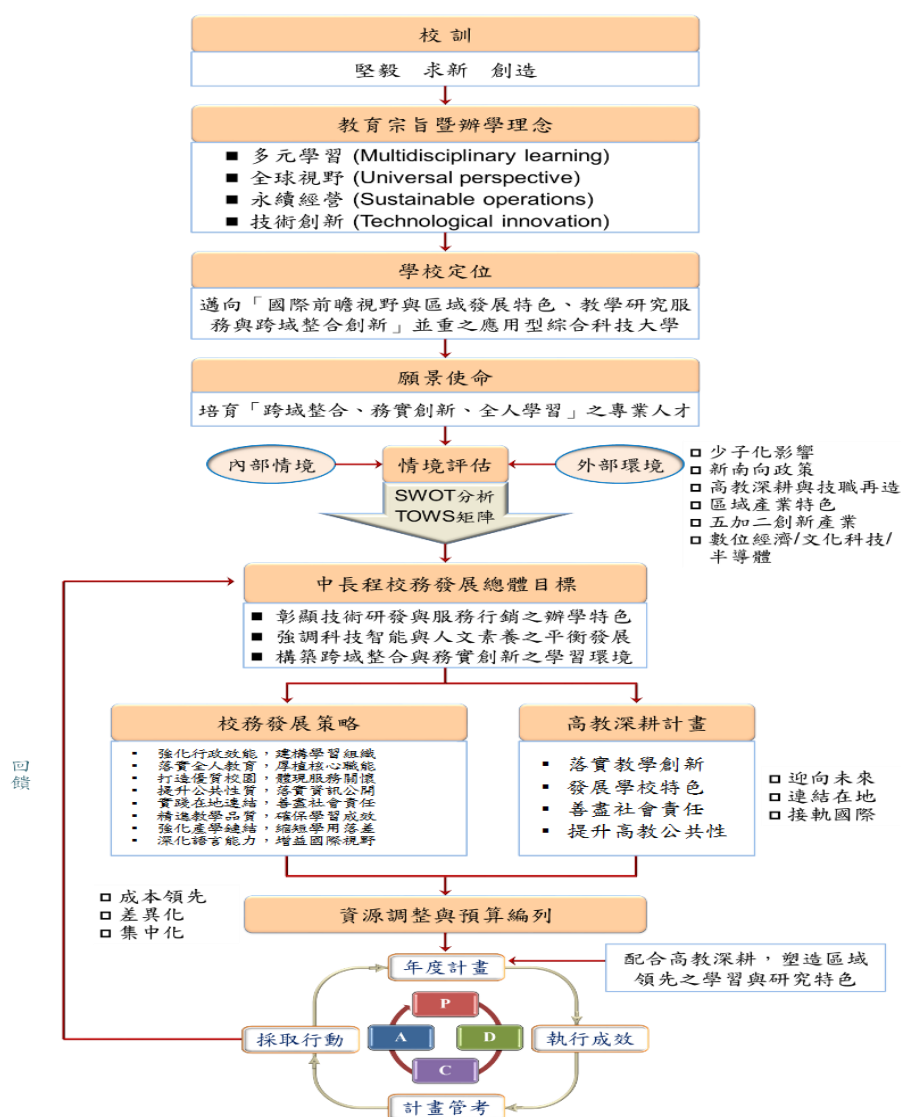 校訓
堅毅 求新 創造
教育宗旨暨辦學理念
■ 多元學習 (Multidisciplinary learning)
■ 全球視野 (Universal perspective)
■ 永續經營 (Sustainable operations)
■ 技術創新 (Technological innovation)
學校定位
邁向「國際前瞻視野與區域發展特色、教學研究服
務與跨域整合創新」並重之應用型綜合科技大學
願景使命
培育「跨域整合、務實創新、全人學習」之專業人才
內部情境
情境評估
外部環境
SWOT分析
TOWS矩陣
□ 少子化影響
□ 新南向政策
□ 高教深耕與技職再造
□ 區域產業特色
□ 五加二創新產業
□ 數位經濟/文化科技/
半導體
中長程校務發展總體目標
■ 彰顯技術研發與服務行銷之辦學特色
■ 強調科技智能與人文素養之平衡發展
■ 構築跨域整合與務實創新之學習環境
校務發展策略
• 強化行政效能，建構學習組織
• 落實全人教育，厚植核心職能
• 打造優質校園，體現服務關懷
• 提升公共性質，落實資訊公開
• 實踐在地連結，善盡社會責任
• 精進教學品質，確保學習成效
• 強化產學鏈結，縮短學用落差
• 深化語言能力，增益國際視野
高教深耕計畫
▪ 落實教學創新
▪ 發展學校特色
▪ 善盡社會責任
▪ 提升高教公共性
□ 迎向未來
□ 連結在地
□ 接軌國際
回饋
□ 成本領先
□ 差異化
□ 集中化
資源調整與預算編列
年度計畫
配合高教深耕，塑造區域
領先之學習與研究特色
P
A
D
C
採取行動
執行成效
計畫管考